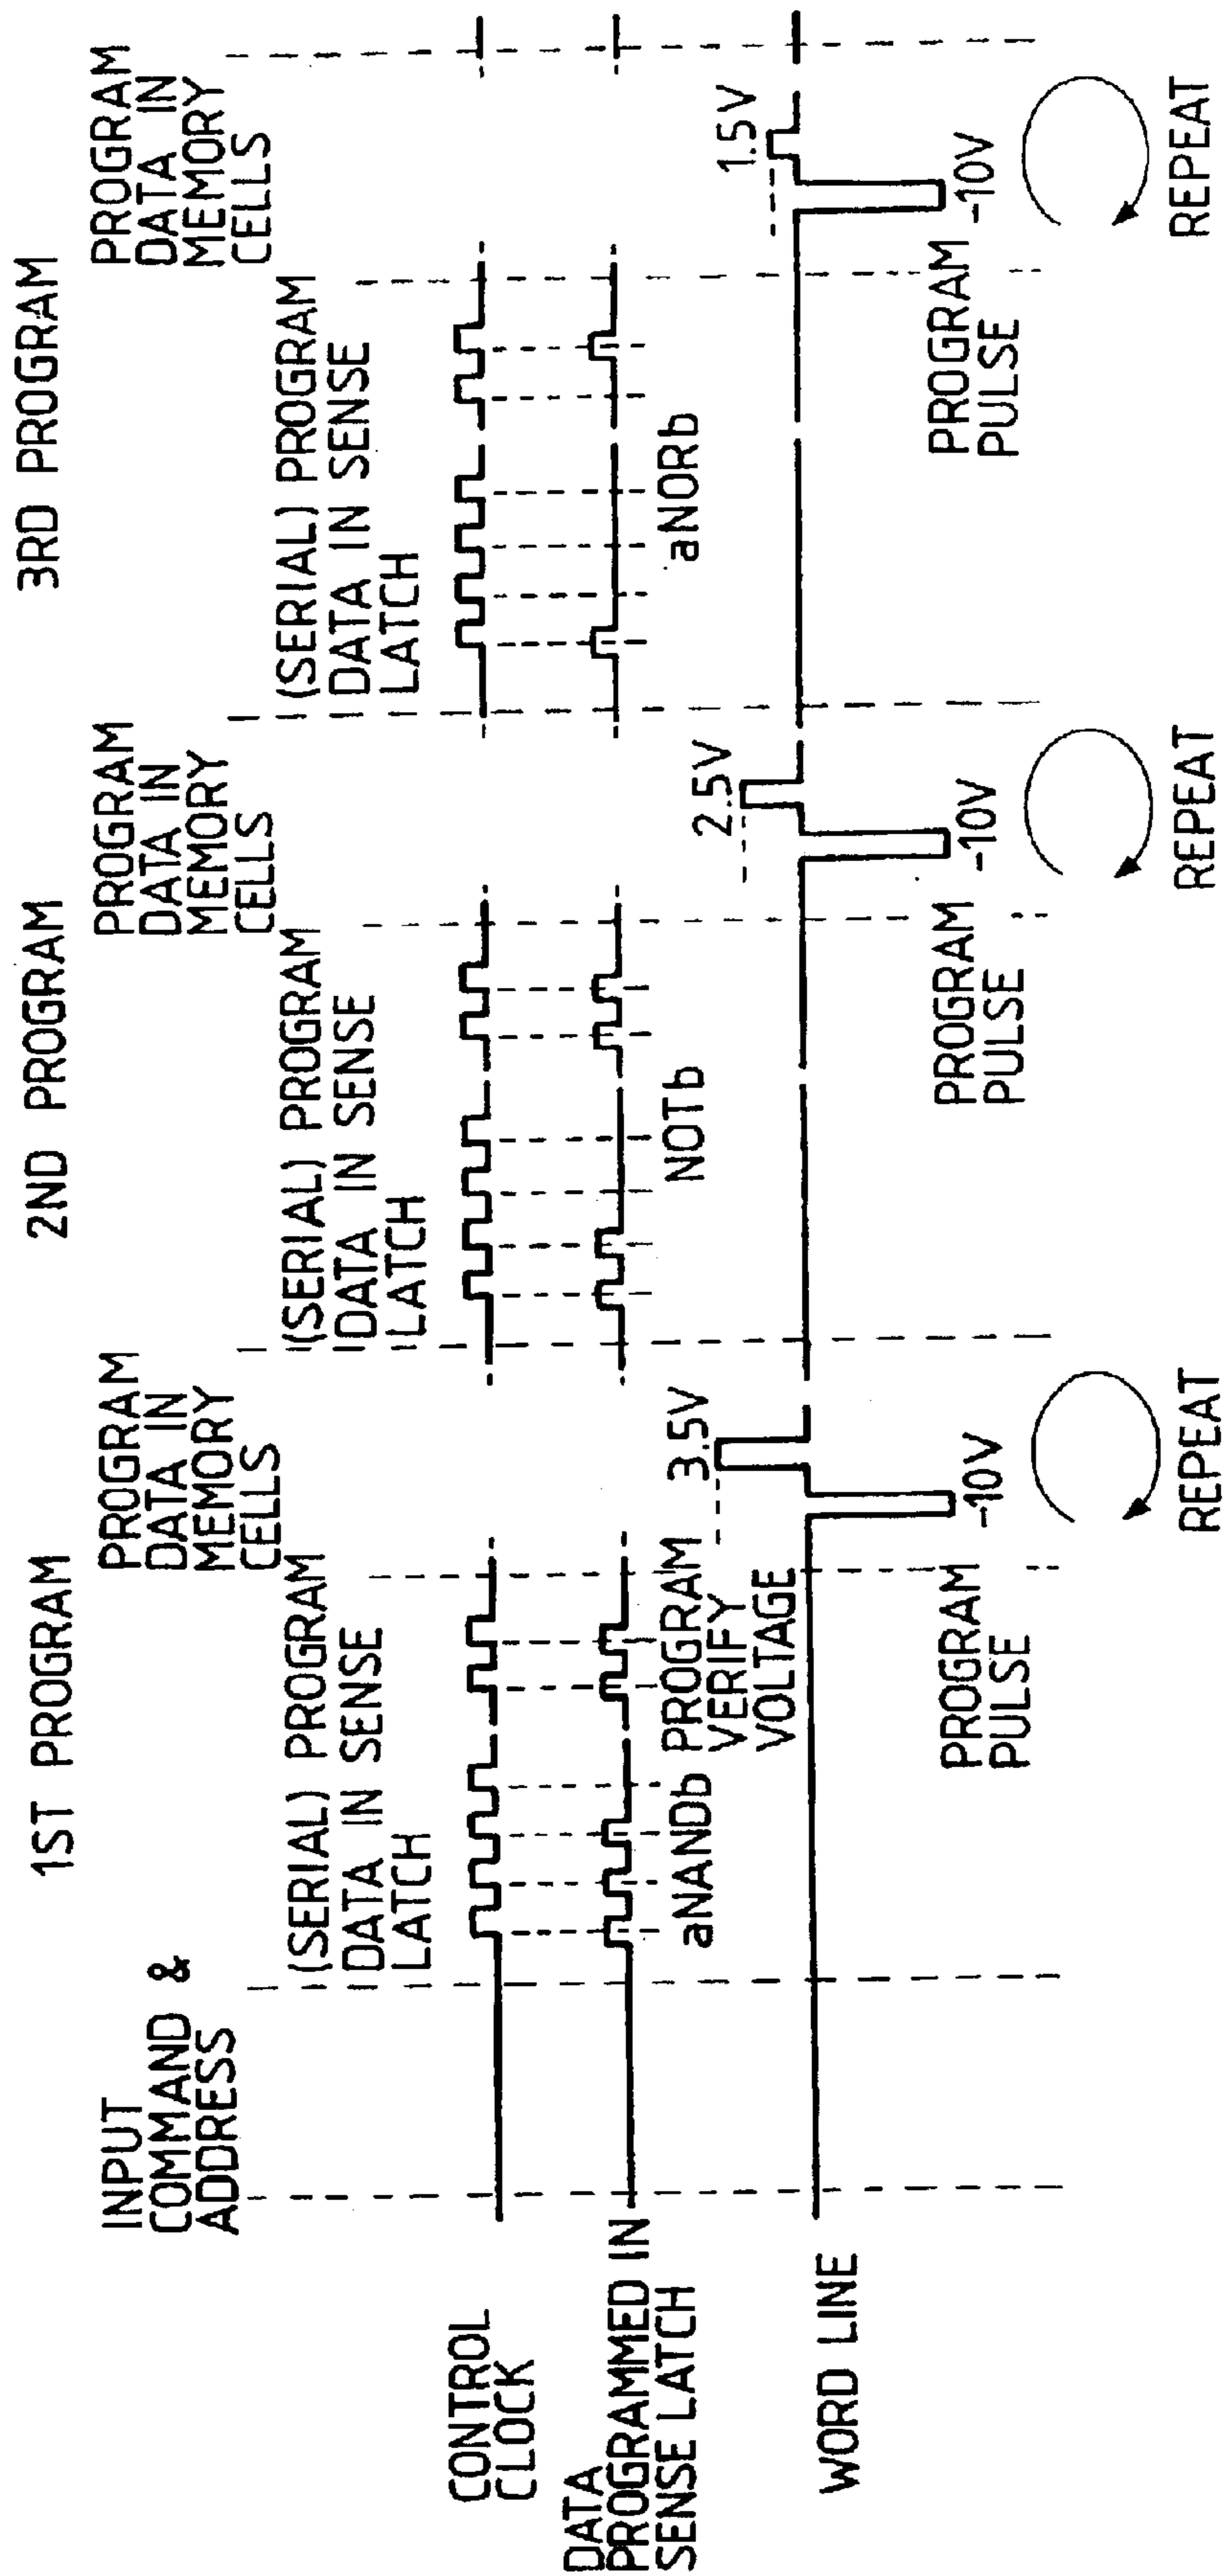 1ST PROGRAM
2ND PROGRAM
3RD PROGRAM
INPUT
COMMAND &
ADDRESS
(SERIAL) PROGRAM
DATA IN SENSE
LATCH
PROGRAM
DATA IN
MEMORY
CELLS
(SERIAL) PROGRAM
DATA IN SENSE
LATCH
PROGRAM
DATA IN
MEMORY
CELLS
(SERIAL) PROGRAM
DATA IN SENSE
LATCH
PROGRAM
DATA IN
MEMORY
CELLS
CONTROL
CLOCK
DATA
PROGRAMMED IN
SENSE LATCH
aNANDb
NOTb
aNORb
PROGRAM
VERIFY
VOLTAGE
3.5V
2.5V
1.5V
WORD LINE
PROGRAM
PULSE
-10V
PROGRAM
PULSE
-10V
PROGRAM
PULSE
-10V
REPEAT
REPEAT
REPEAT